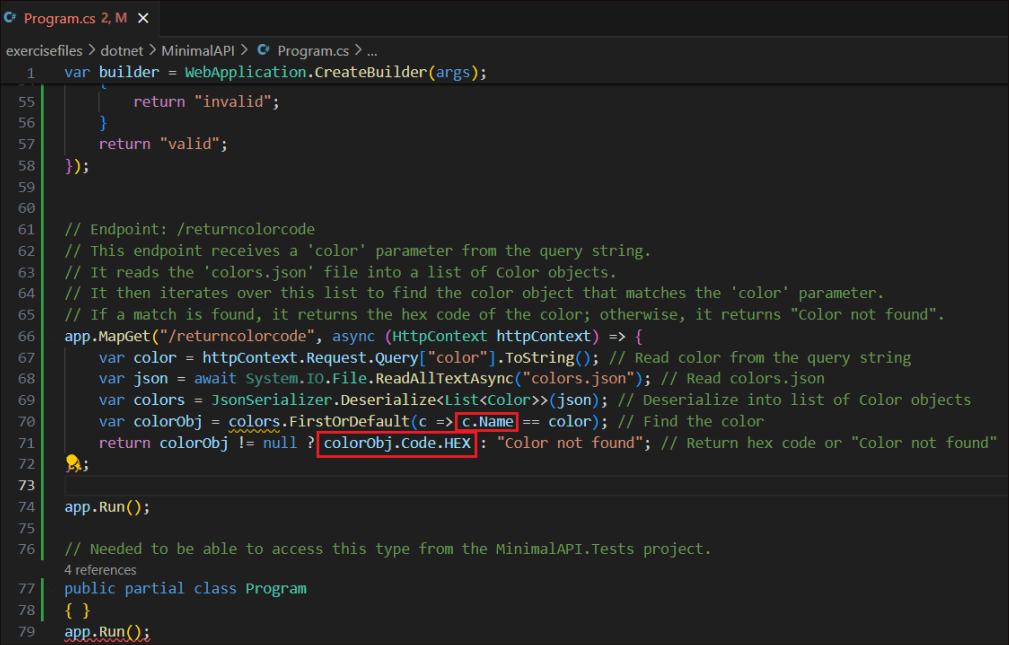 Program.cs 2, M
exercisefiles > dotnet > MinimalAPI > Program.cs > ...
1 var builder = WebApplication.CreateBuilder(args);
{
55 return "invalid";
56 }
57 return "valid";
58 });
59
60
61 // Endpoint: /returncolorcode
62 // This endpoint receives a 'color' parameter from the query string.
63 // It reads the 'colors.json' file into a list of Color objects.
64 // It then iterates over this list to find the color object that matches the 'color' parameter.
65 // If a match is found, it returns the hex code of the color; otherwise, it returns "Color not found".
66 app.MapGet("/returncolorcode", async (HttpContext httpContext) => {
67 var color = httpContext.Request.Query["color"].ToString(); // Read color from the query string
68 var json = await System.IO.File.ReadAllTextAsync("colors.json"); // Read colors.json
69 var colors = JsonSerializer.Deserialize<List<Color>>(json); // Deserialize into list of Color objects
70 var colorObj = colors.FirstOrDefault(c => c.Name == color); // Find the color
71 return colorObj != null ? colorObj.Code.HEX : "Color not found"; // Return hex code or "Color not found"
72 });
73
74 app.Run();
75
76 // Needed to be able to access this type from the MinimalAPI.Tests project.
4 references
77 public partial class Program
78 { }
79 app.Run();